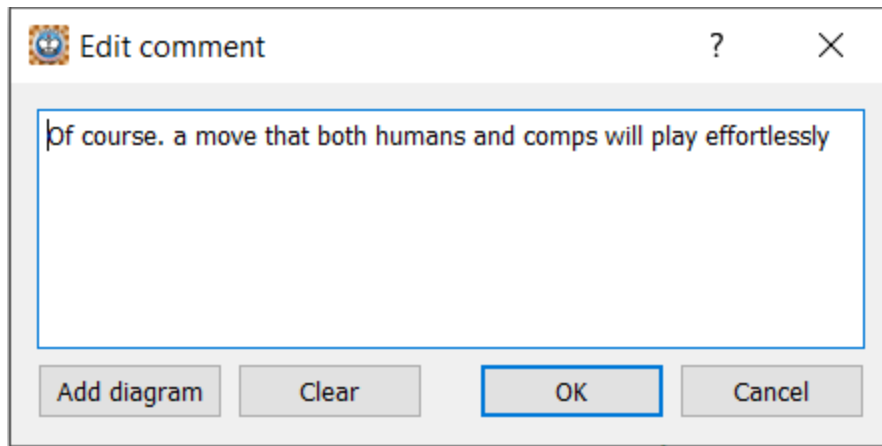 Edit comment ?
Of course. a move that both humans and comps will play effortlessly
Add diagram Clear OK Cancel